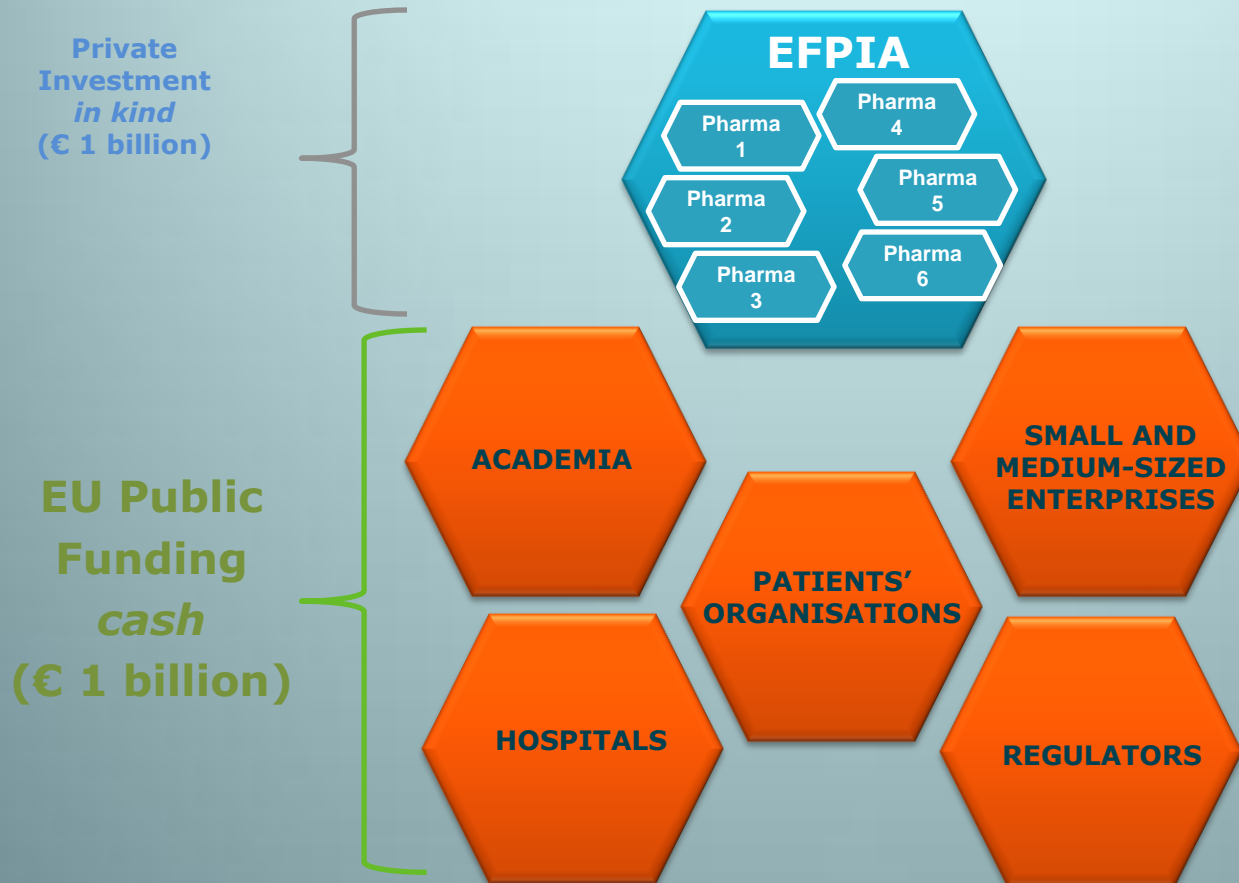 Private
Investment
in kind
(€ 1 billion)
EFPIA
Pharma
1
Pharma
4
Pharma
2
Pharma
5
Pharma
3
Pharma
6
EU Public
Funding
cash
(€ 1 billion)
ACADEMIA
SMALL AND
MEDIUM-SIZED
ENTERPRISES
PATIENTS’
ORGANISATIONS
HOSPITALS
REGULATORS